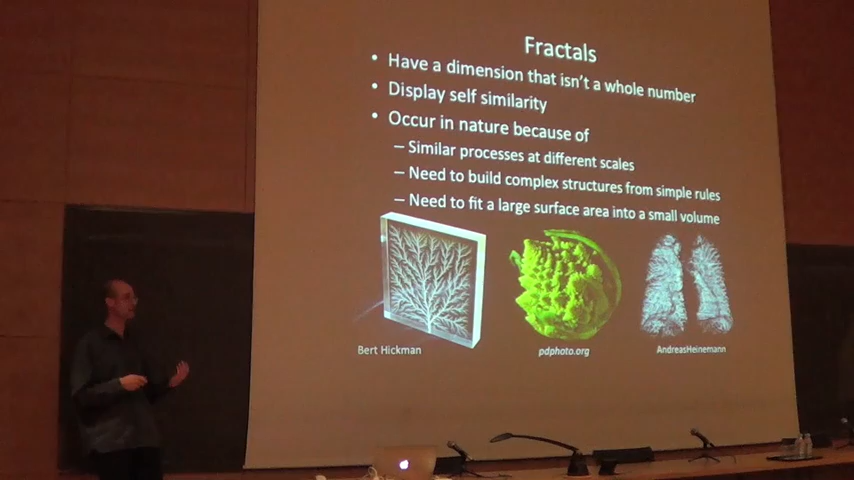 Fractals
• Have a dimension that isn't a whole number
• Display self similarity
• Occur in nature because of
– Similar processes at different scales
– Need to build complex structures from simple rules
– Need to fit a large surface area into a small volume
Bert Hickman
pdphoto.org
AndreasHeinemann